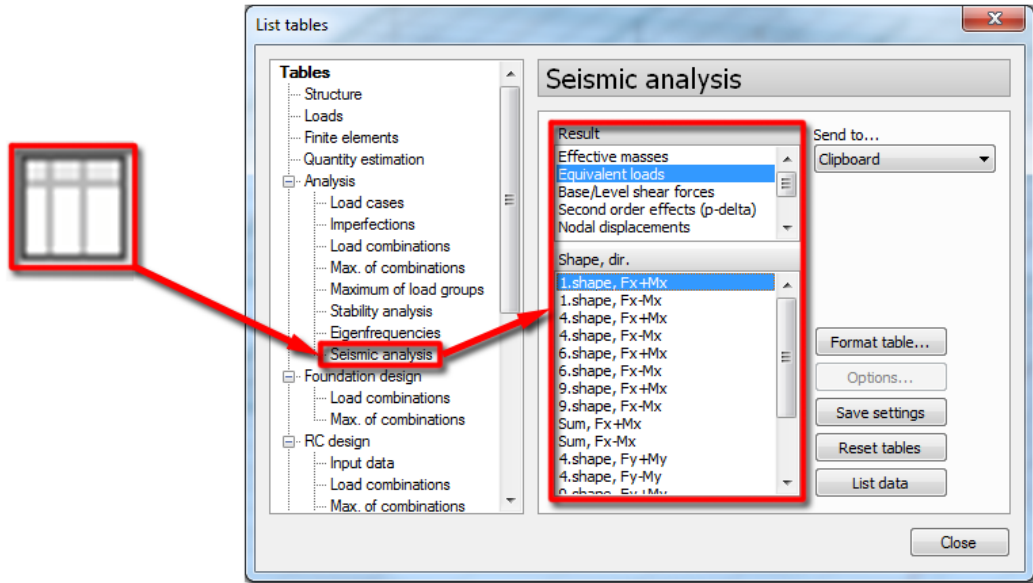 List tables
Tables
Structure
Loads
Finite elements
Quantity estimation
Analysis
Load cases
Imperfections
Load combinations
Max. of combinations
Maximum of load groups
Stability analysis
Eigenfrequencies
Seismic analysis
Foundation design
Load combinations
Max. of combinations
RC design
Input data
Load combinations
Max. of combinations
Seismic analysis
Result
Effective masses
Equivalent loads
Base/Level shear forces
Second order effects (p-delta)
Nodal displacements
Shape, dir.
1.shape, Fx+Mx
1.shape, Fx-Mx
4.shape, Fx+Mx
4.shape, Fx-Mx
6.shape, Fx+Mx
6.shape, Fx-Mx
9.shape, Fx+Mx
9.shape, Fx-Mx
Sum, Fx+Mx
Sum, Fx-Mx
4.shape, Fy+My
4.shape, Fy-My
Send to...
Clipboard
Format table...
Options...
Save settings
Reset tables
List data
Close